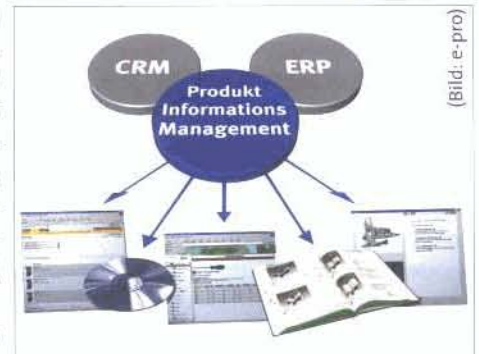 CRM
ERP
Produkt
Informations
Management
(Bild: e-pro)